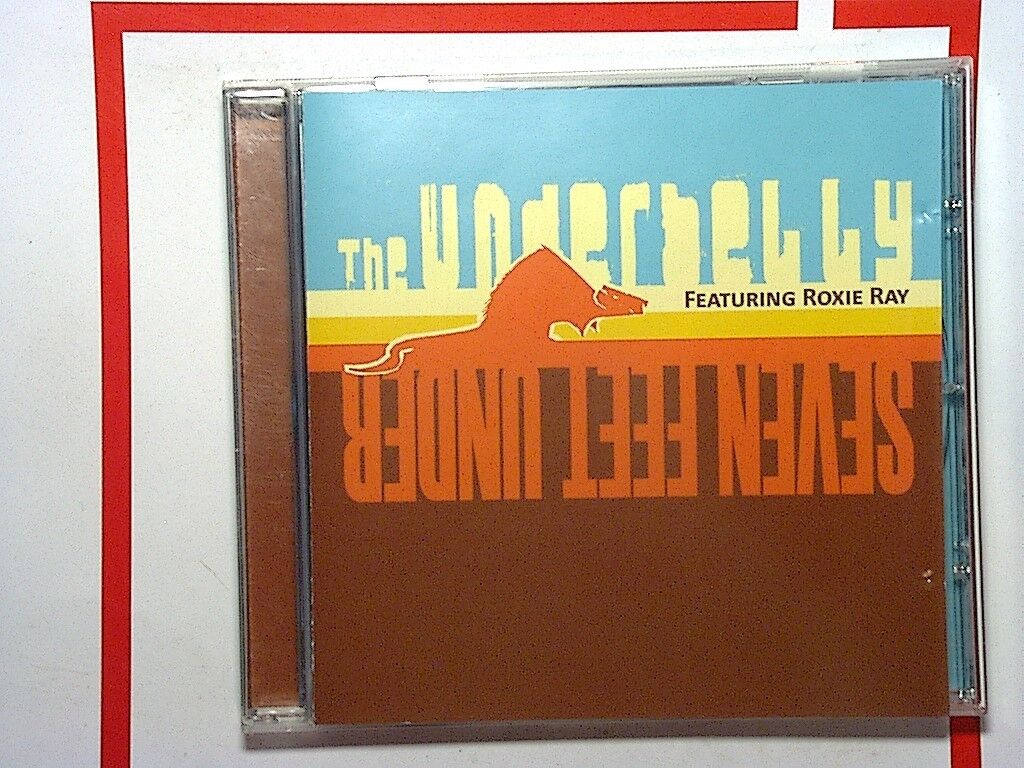 The Underbelly
FEATURING ROXIE RAY
SEVEN FEET UNDER